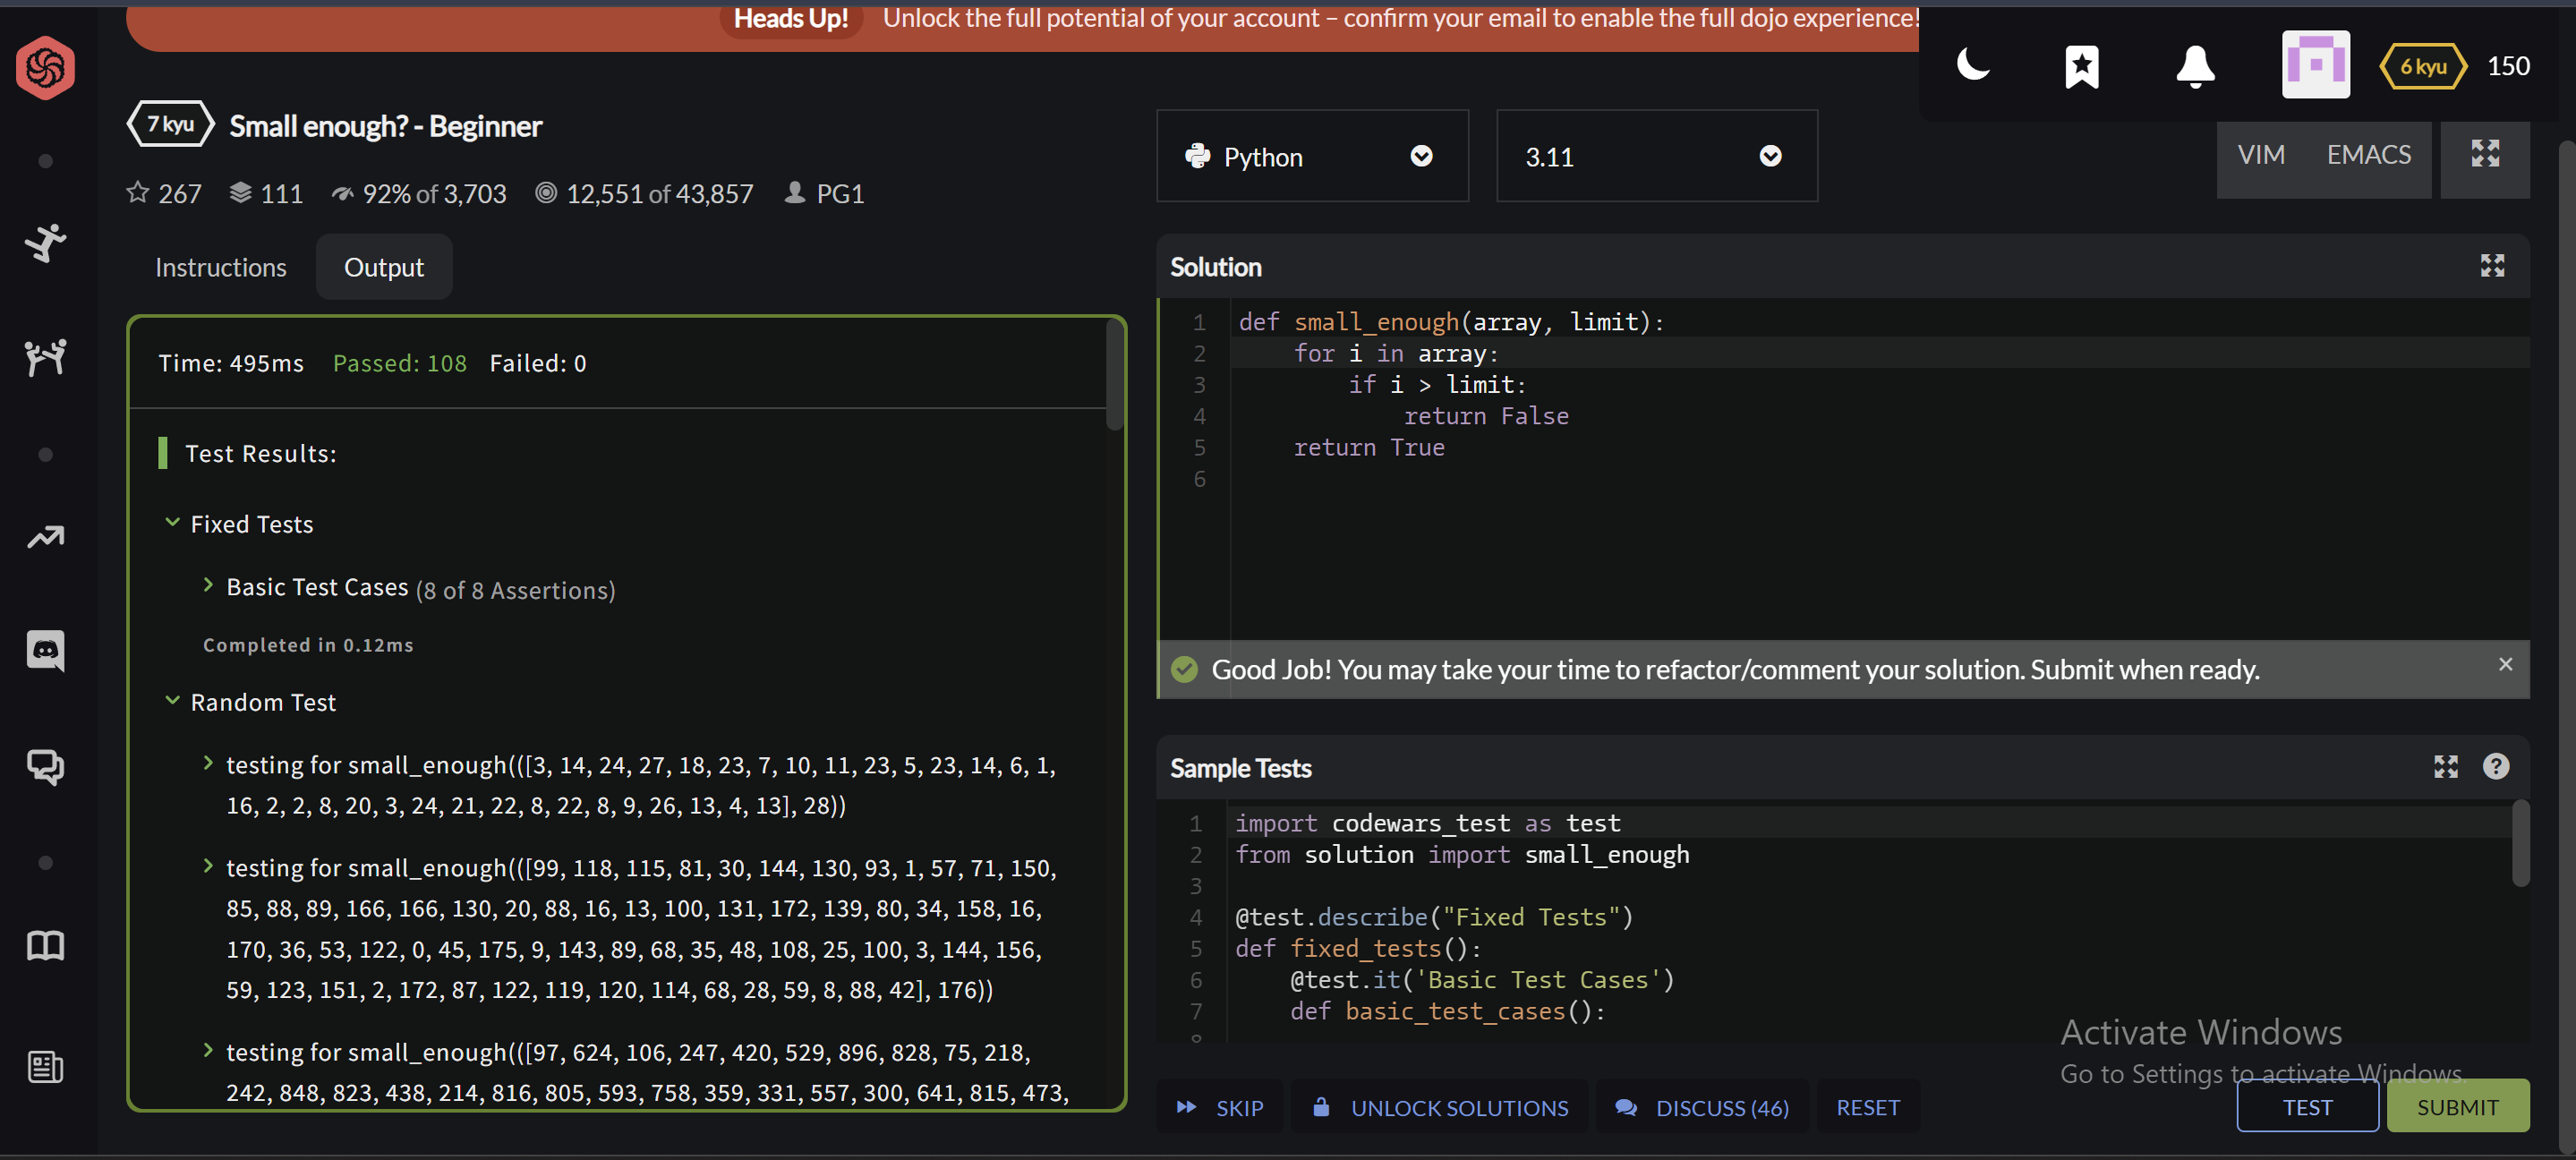 Heads Up! Unlock the full potential of your account – confirm your email to enable the full dojo experience!
6 kyu 150
7 kyu Small enough? - Beginner
267 111 92% of 3,703 12,551 of 43,857 PG1
Instructions Output
Time: 495ms Passed: 108 Failed: 0
Test Results:
Fixed Tests
Basic Test Cases (8 of 8 Assertions)
Completed in 0.12ms
Random Test
testing for small_enough(([3, 14, 24, 27, 18, 23, 7, 10, 11, 23, 5, 23, 14, 6, 1,
16, 2, 2, 8, 20, 3, 24, 21, 22, 8, 22, 8, 9, 26, 13, 4, 13], 28))
testing for small_enough(([99, 118, 115, 81, 30, 144, 130, 93, 1, 57, 71, 150,
85, 88, 89, 166, 166, 130, 20, 88, 16, 13, 100, 131, 172, 139, 80, 34, 158, 16,
170, 36, 53, 122, 0, 45, 175, 9, 143, 89, 68, 35, 48, 108, 25, 100, 3, 144, 156,
59, 123, 151, 2, 172, 87, 122, 119, 120, 114, 68, 28, 59, 8, 88, 42], 176))
testing for small_enough(([97, 624, 106, 247, 420, 529, 896, 828, 75, 218,
242, 848, 823, 438, 214, 816, 805, 593, 758, 359, 331, 557, 300, 641, 815, 473,
Python 3.11
VIM EMACS
Solution
1 def small_enough(array, limit):
2 for i in array:
3 if i > limit:
4 return False
5 return True
6
Good Job! You may take your time to refactor/comment your solution. Submit when ready. ×
Sample Tests
1 import codewars_test as test
2 from solution import small_enough
3
4 @test.describe("Fixed Tests")
5 def fixed_tests():
6 @test.it('Basic Test Cases')
7 def basic_test_cases():
8
Activate Windows
Go to Settings to activate Windows.
SKIP UNLOCK SOLUTIONS DISCUSS (46) RESET TEST SUBMIT